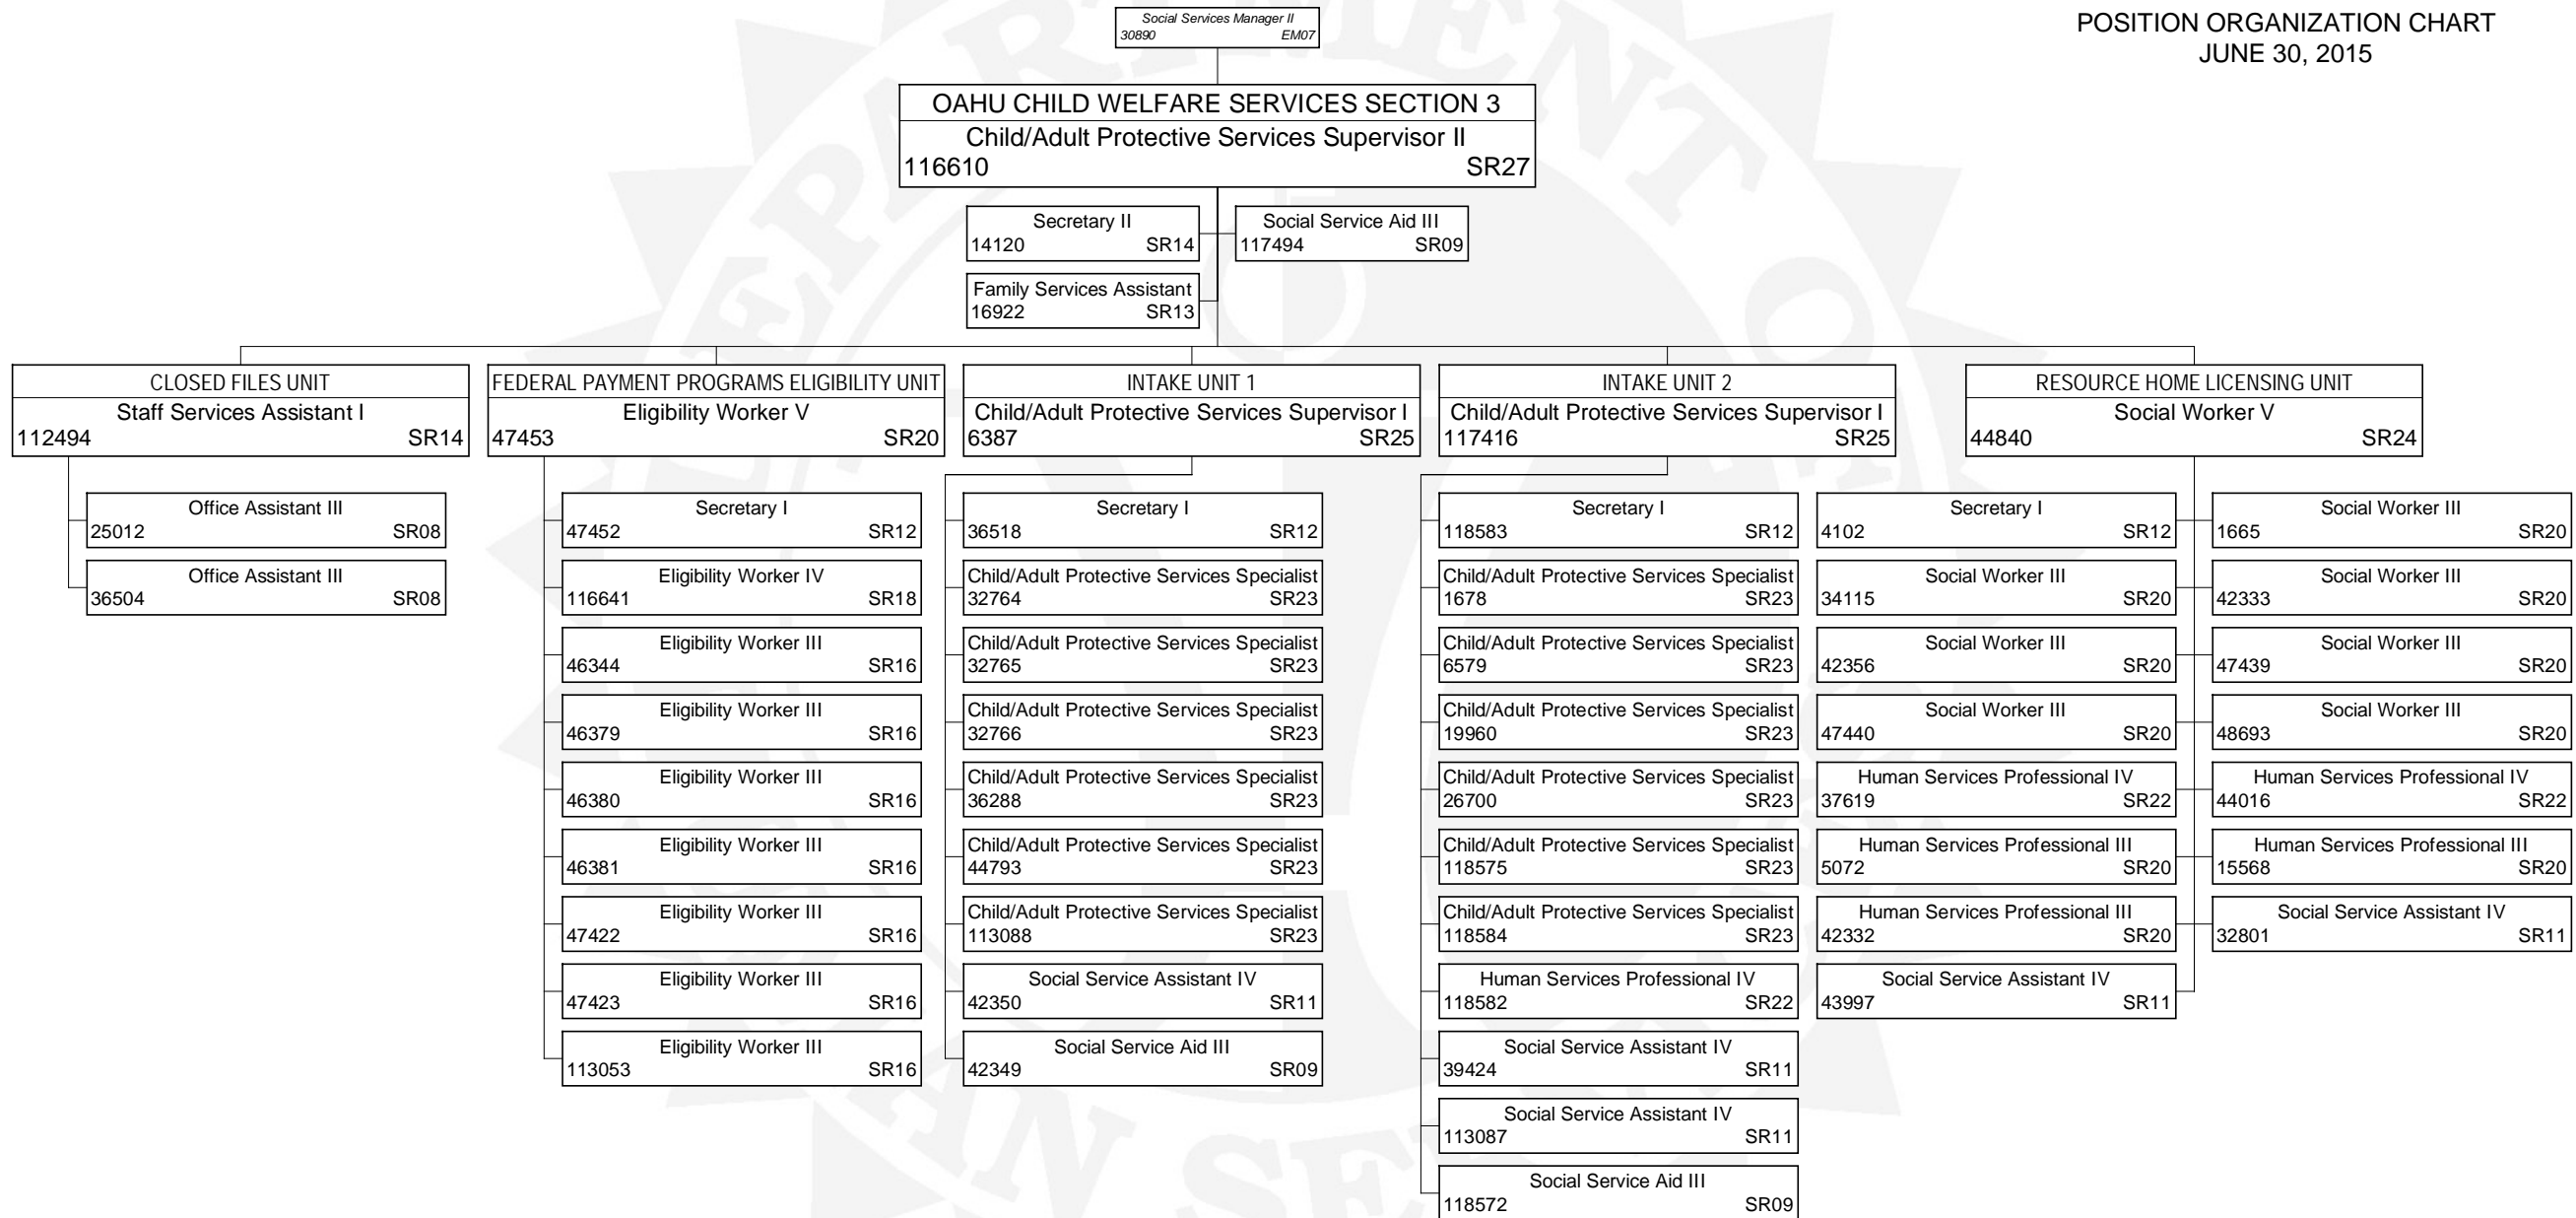 POSITION ORGANIZATION CHART
JUNE 30, 2015
Social Services Manager II
30890 EM07
OAHU CHILD WELFARE SERVICES SECTION 3
Child/Adult Protective Services Supervisor II
116610 SR27
Secretary II
14120 SR14
Social Service Aid III
117494 SR09
Family Services Assistant
16922 SR13
CLOSED FILES UNIT
Staff Services Assistant I
112494 SR14
Office Assistant III
25012 SR08
Office Assistant III
36504 SR08
FEDERAL PAYMENT PROGRAMS ELIGIBILITY UNIT
Eligibility Worker V
47453 SR20
Secretary I
47452 SR12
Eligibility Worker IV
116641 SR18
Eligibility Worker III
46344 SR16
Eligibility Worker III
46379 SR16
Eligibility Worker III
46380 SR16
Eligibility Worker III
46381 SR16
Eligibility Worker III
47422 SR16
Eligibility Worker III
47423 SR16
Eligibility Worker III
113053 SR16
INTAKE UNIT 1
Child/Adult Protective Services Supervisor I
6387 SR25
Secretary I
36518 SR12
Child/Adult Protective Services Specialist
32764 SR23
Child/Adult Protective Services Specialist
32765 SR23
Child/Adult Protective Services Specialist
32766 SR23
Child/Adult Protective Services Specialist
36288 SR23
Child/Adult Protective Services Specialist
44793 SR23
Child/Adult Protective Services Specialist
113088 SR23
Social Service Assistant IV
42350 SR11
Social Service Aid III
42349 SR09
INTAKE UNIT 2
Child/Adult Protective Services Supervisor I
117416 SR25
Secretary I
118583 SR12
Child/Adult Protective Services Specialist
1678 SR23
Child/Adult Protective Services Specialist
6579 SR23
Child/Adult Protective Services Specialist
19960 SR23
Child/Adult Protective Services Specialist
26700 SR23
Child/Adult Protective Services Specialist
118575 SR23
Child/Adult Protective Services Specialist
118584 SR23
Human Services Professional IV
118582 SR22
Social Service Assistant IV
39424 SR11
Social Service Assistant IV
113087 SR11
Social Service Aid III
118572 SR09
RESOURCE HOME LICENSING UNIT
Social Worker V
44840 SR24
Secretary I
4102 SR12
Social Worker III
1665 SR20
Social Worker III
34115 SR20
Social Worker III
42333 SR20
Social Worker III
42356 SR20
Social Worker III
47439 SR20
Social Worker III
47440 SR20
Social Worker III
48693 SR20
Human Services Professional IV
37619 SR22
Human Services Professional IV
44016 SR22
Human Services Professional III
5072 SR20
Human Services Professional III
15568 SR20
Human Services Professional III
42332 SR20
Social Service Assistant IV
32801 SR11
Social Service Assistant IV
43997 SR11